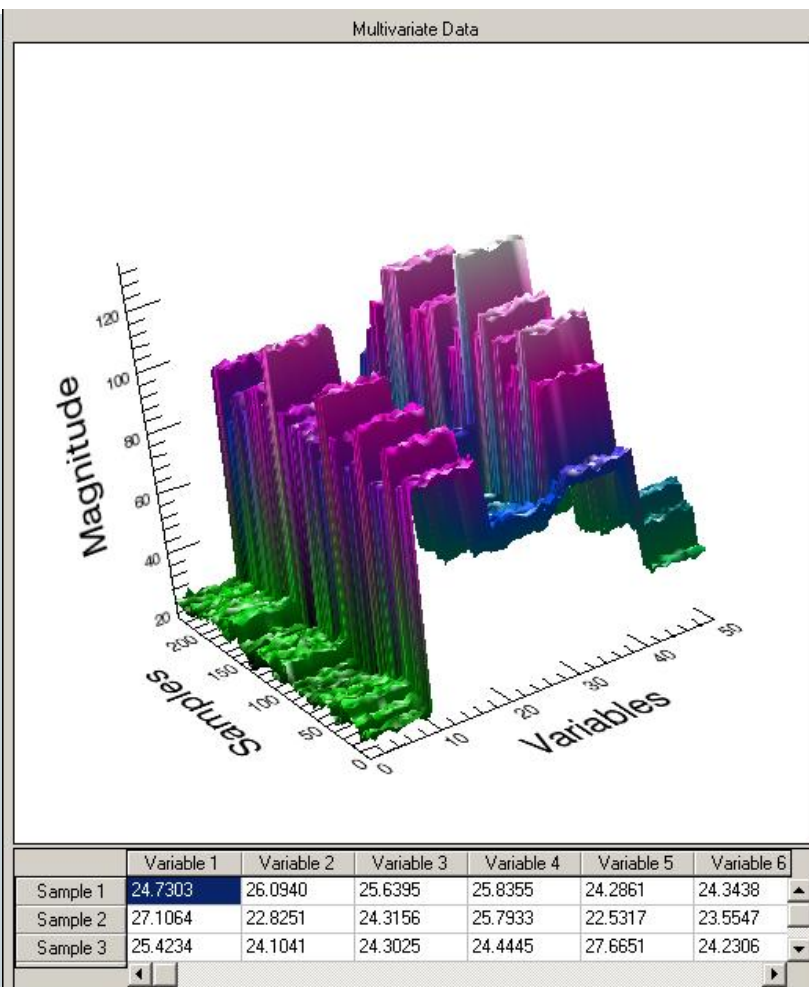 Multivariate Data
120
100
80
60
40
20
Magnitude
200
150
100
50
0
Samples
0
10
20
30
40
50
Variables
Variable 1 Variable 2 Variable 3 Variable 4 Variable 5 Variable 6
Sample 1 24.7303 26.0940 25.6395 25.8355 24.2861 24.3438
Sample 2 27.1064 22.8251 24.3156 25.7933 22.5317 23.5547
Sample 3 25.4234 24.1041 24.3025 24.4445 27.6651 24.2306